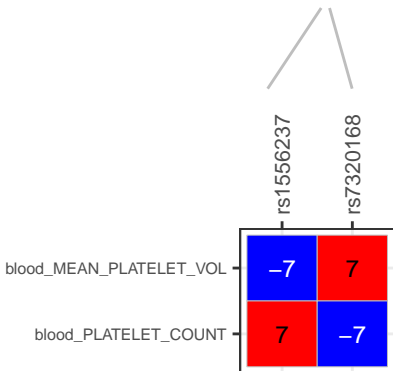 rs1556237
rs7320168
blood_MEAN_PLATELET_VOL
−7
7
blood_PLATELET_COUNT
7
−7